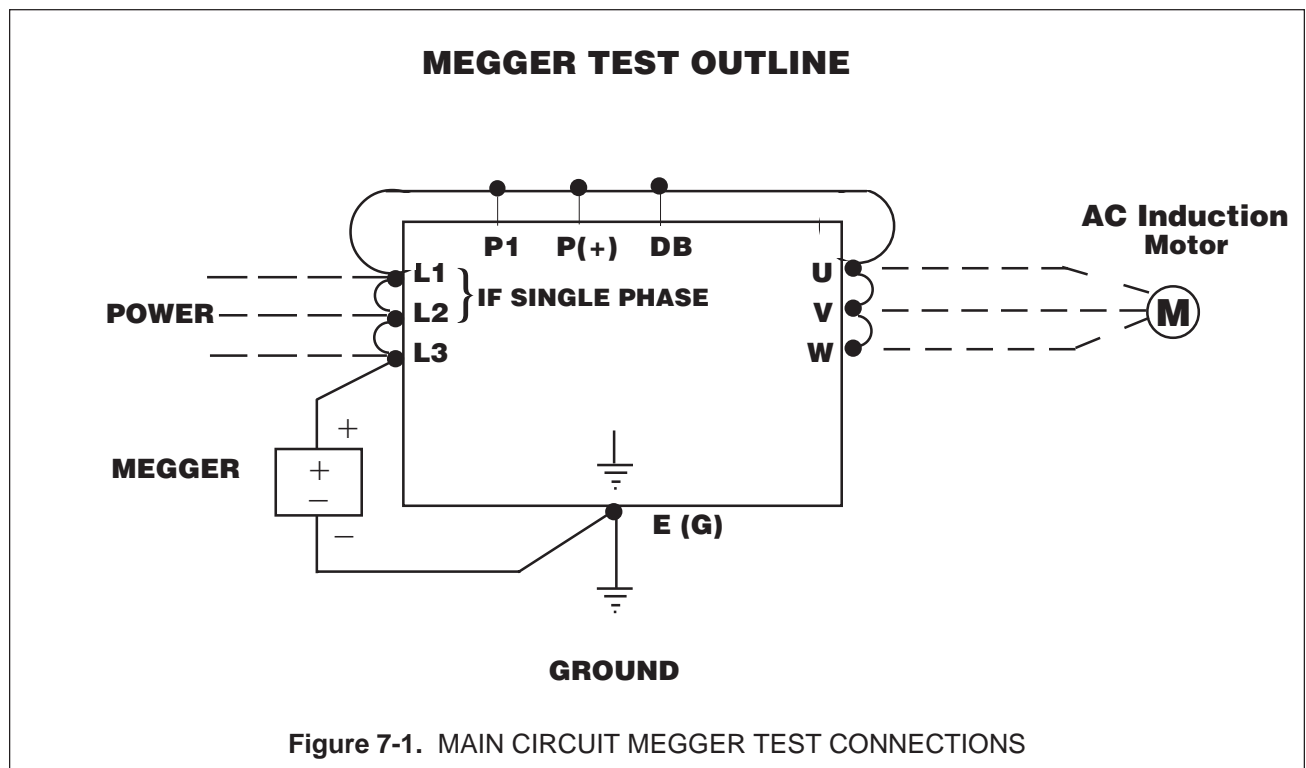 MEGGER TEST OUTLINE
AC Induction
Motor
P1 P(+) DB
L1
IF SINGLE PHASE
L2
L3
POWER
U
V
W
M
MEGGER
+
+
−
−
E (G)
GROUND
Figure 7-1. MAIN CIRCUIT MEGGER TEST CONNECTIONS